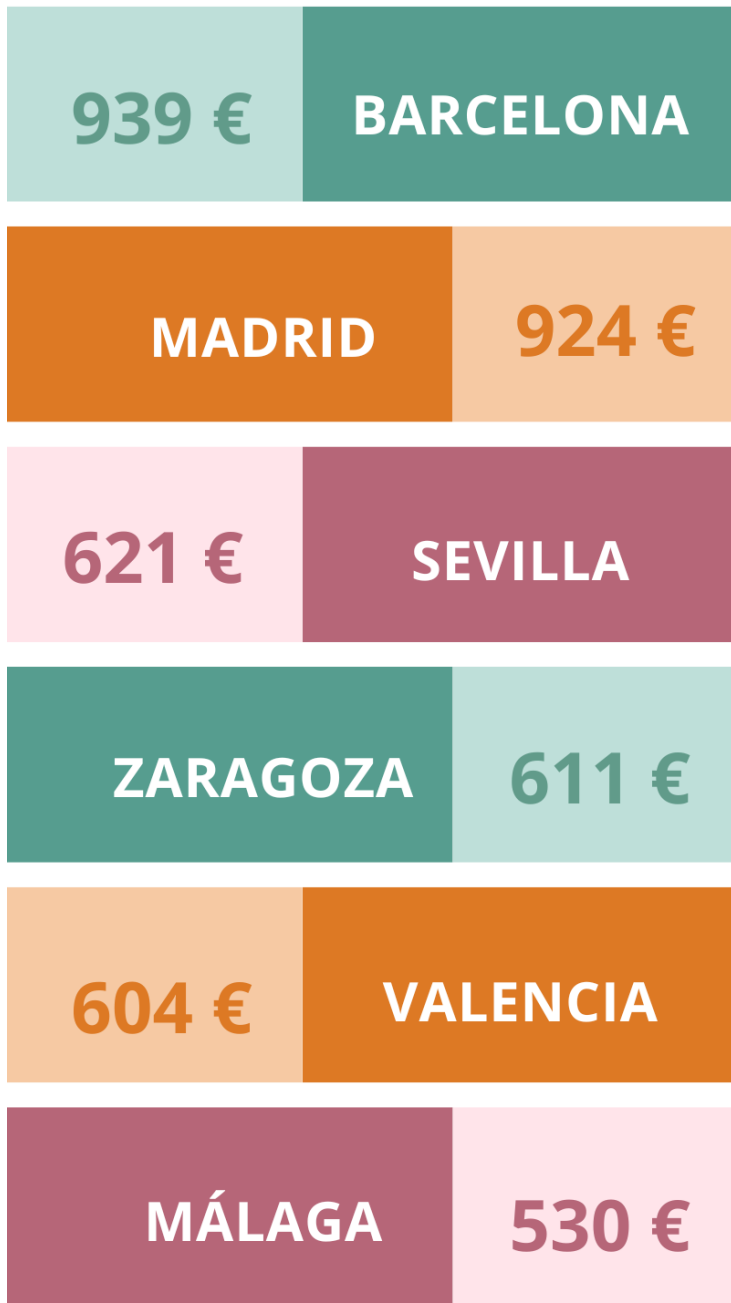 939 € BARCELONA
MADRID 924 €
621 € SEVILLA
ZARAGOZA 611 €
604 € VALENCIA
MÁLAGA 530 €